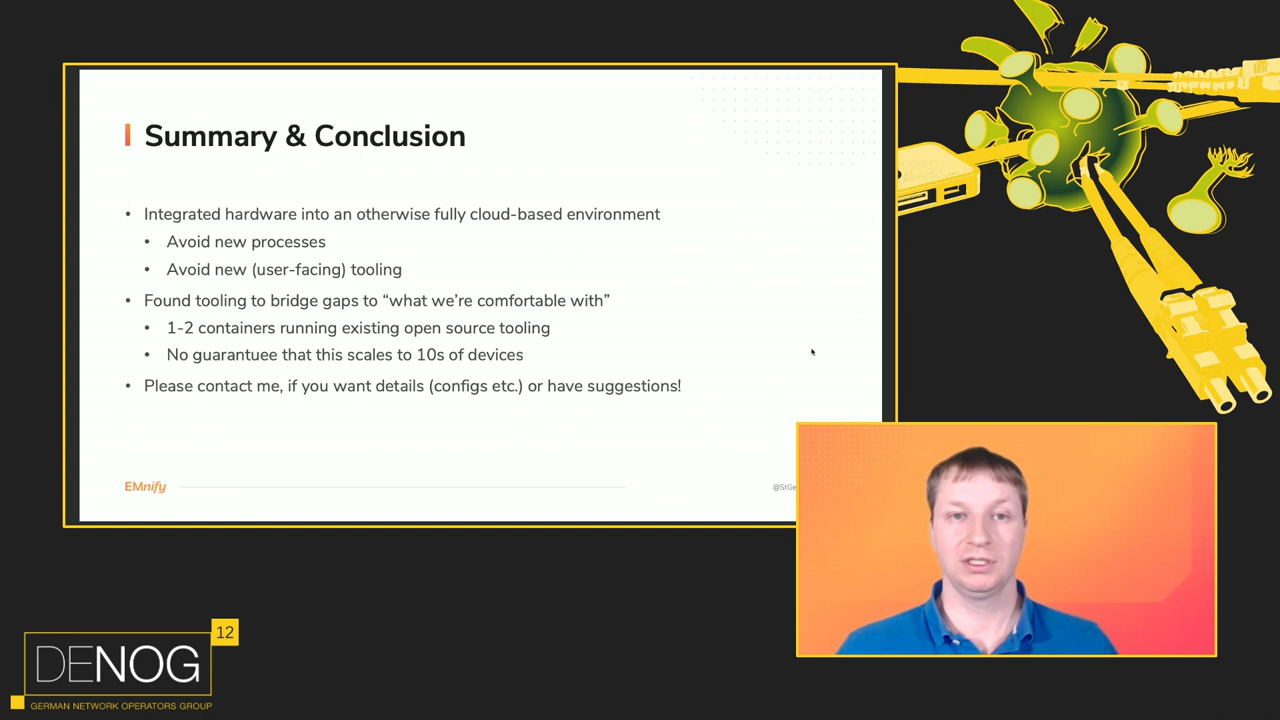 Summary & Conclusion
• Integrated hardware into an otherwise fully cloud-based environment
• Avoid new processes
• Avoid new (user-facing) tooling
• Found tooling to bridge gaps to “what we’re comfortable with”
• 1-2 containers running existing open source tooling
• No guarantuee that this scales to 10s of devices
• Please contact me, if you want details (configs etc.) or have suggestions!
EMnify
@StGe
12
DENOG
GERMAN NETWORK OPERATORS GROUP